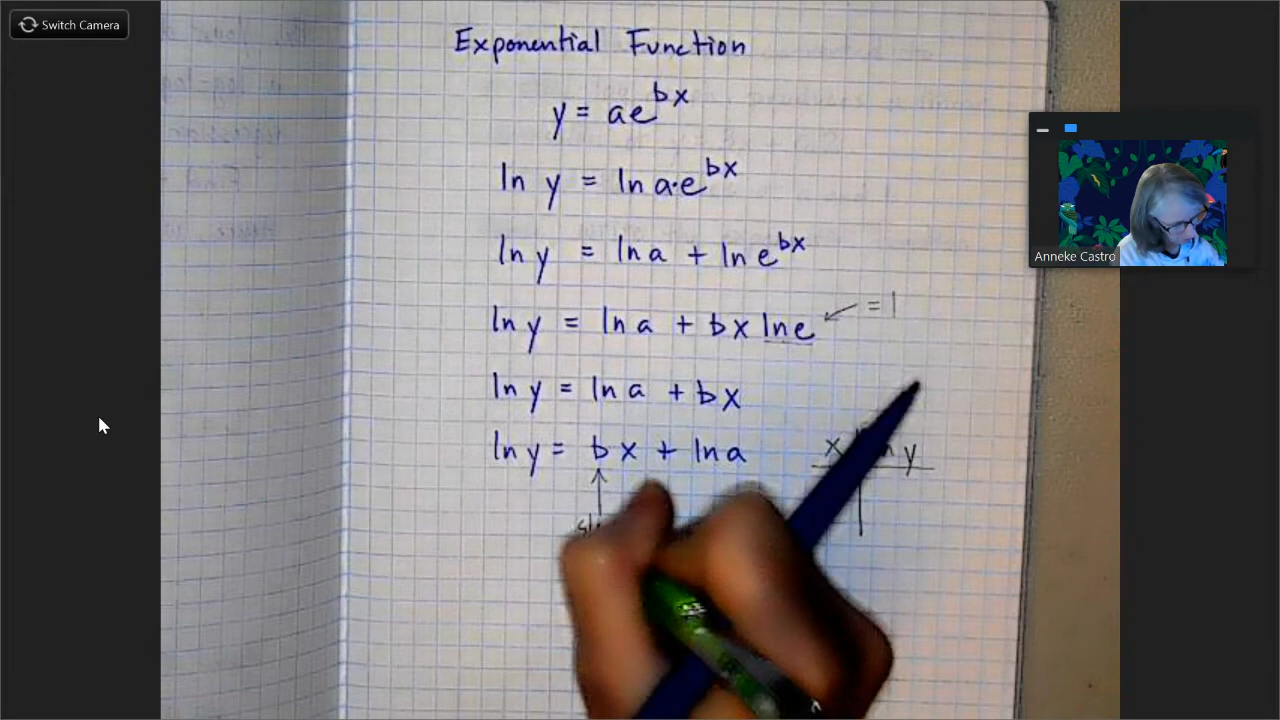 Switch Camera
Exponential Function
y = ae^bx
ln y = ln a·e^bx
ln y = ln a + ln e^bx
ln y = ln a + bx ln e = 1
ln y = ln a + bx
ln y = bx + ln a
x y
Anneke Castro